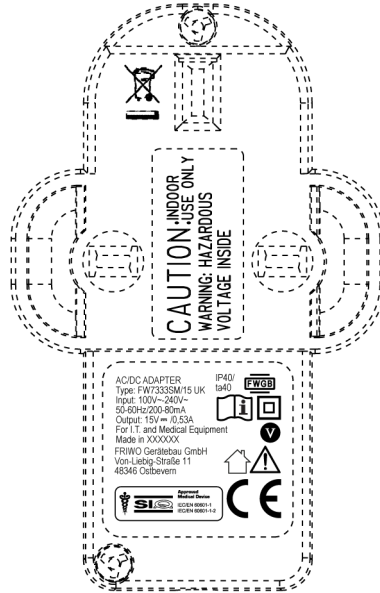 CAUTION: INDOOR USE ONLY
WARNING: HAZARDOUS
VOLTAGE INSIDE
AC/DC ADAPTER
Type: FW7333SM/15 UK
Input: 100V~-240V~
50-60Hz/200-80mA
Output: 15V⎓ /0,53A
For I.T. and Medical Equipment
Made in XXXXXX
FRIWO Gerätebau GmbH
Von-Liebig-Straße 11
48346 Ostbevern
IP40/
ta40
FWGB
i
V
SIQ
Approved
Medical Device
IEC/EN 60601-1
IEC/EN 60601-1-2
CE